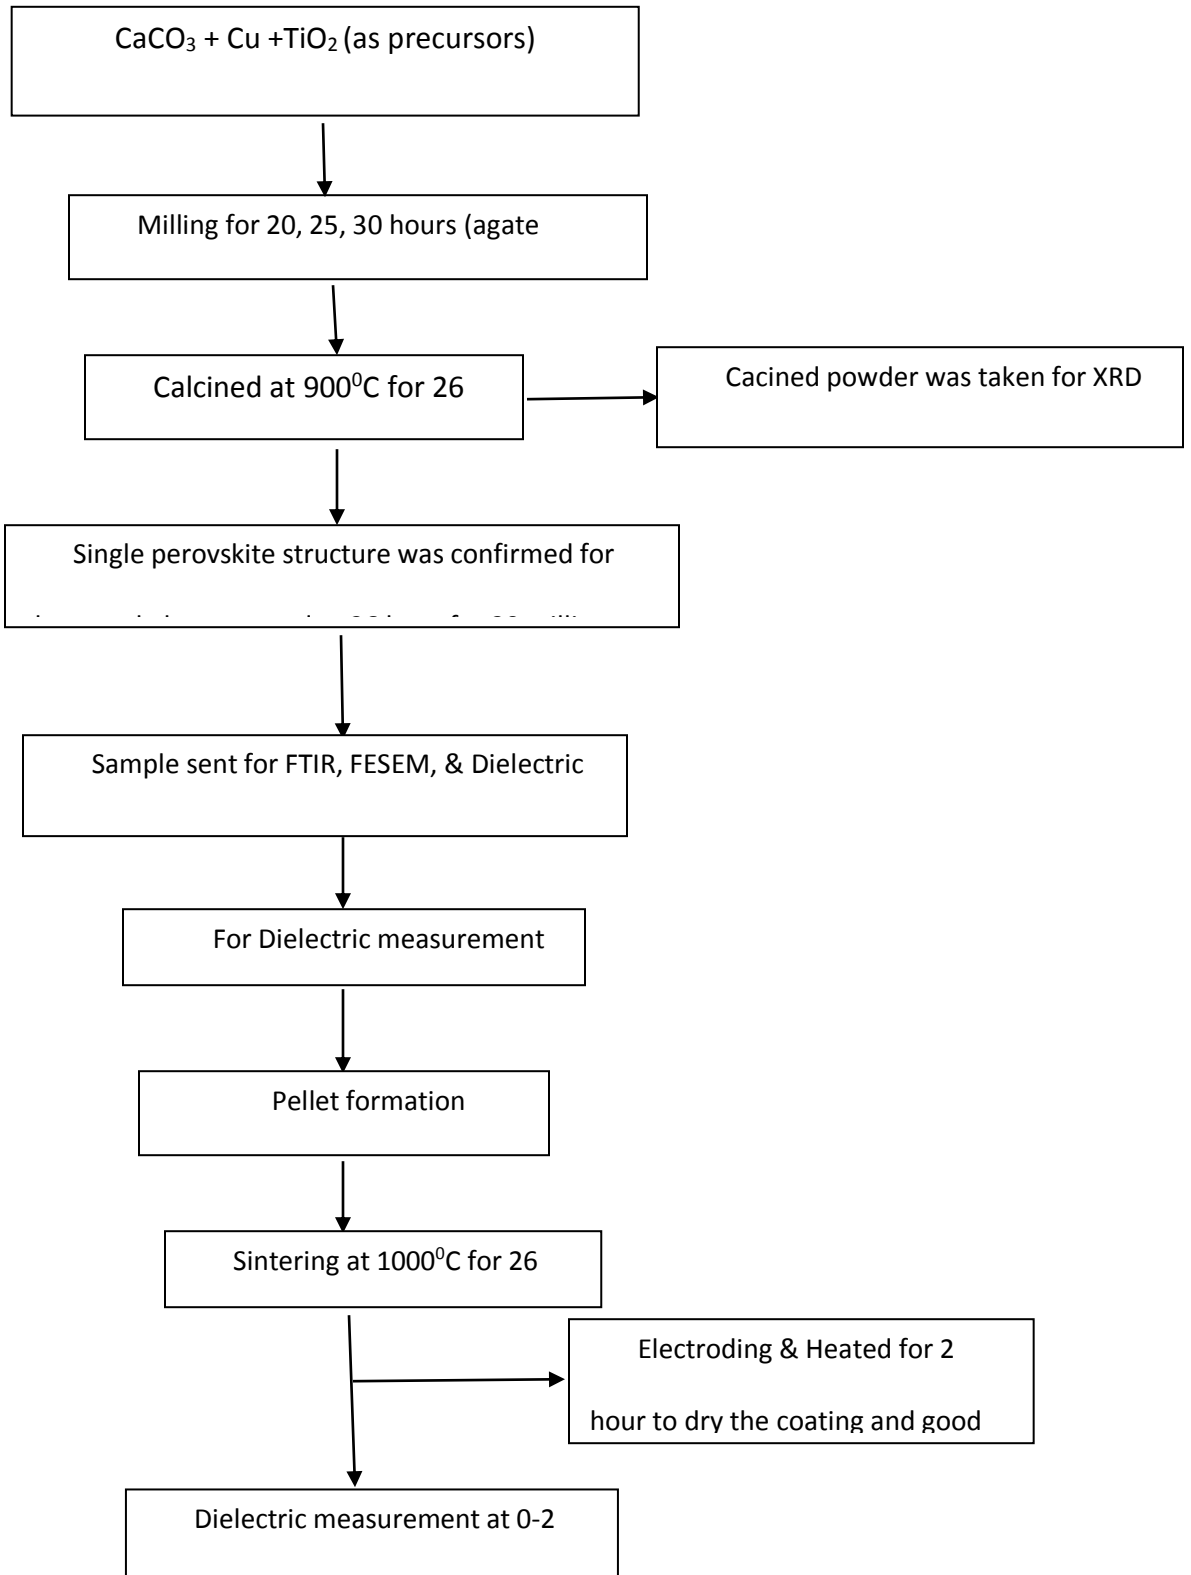 CaCO₃ + Cu +TiO₂ (as precursors)
Milling for 20, 25, 30 hours (agate
Calcined at 900⁰C for 26
Cacined powder was taken for XRD
Single perovskite structure was confirmed for
Sample sent for FTIR, FESEM, & Dielectric
For Dielectric measurement
Pellet formation
Sintering at 1000⁰C for 26
Electroding & Heated for 2
hour to dry the coating and good
Dielectric measurement at 0-2